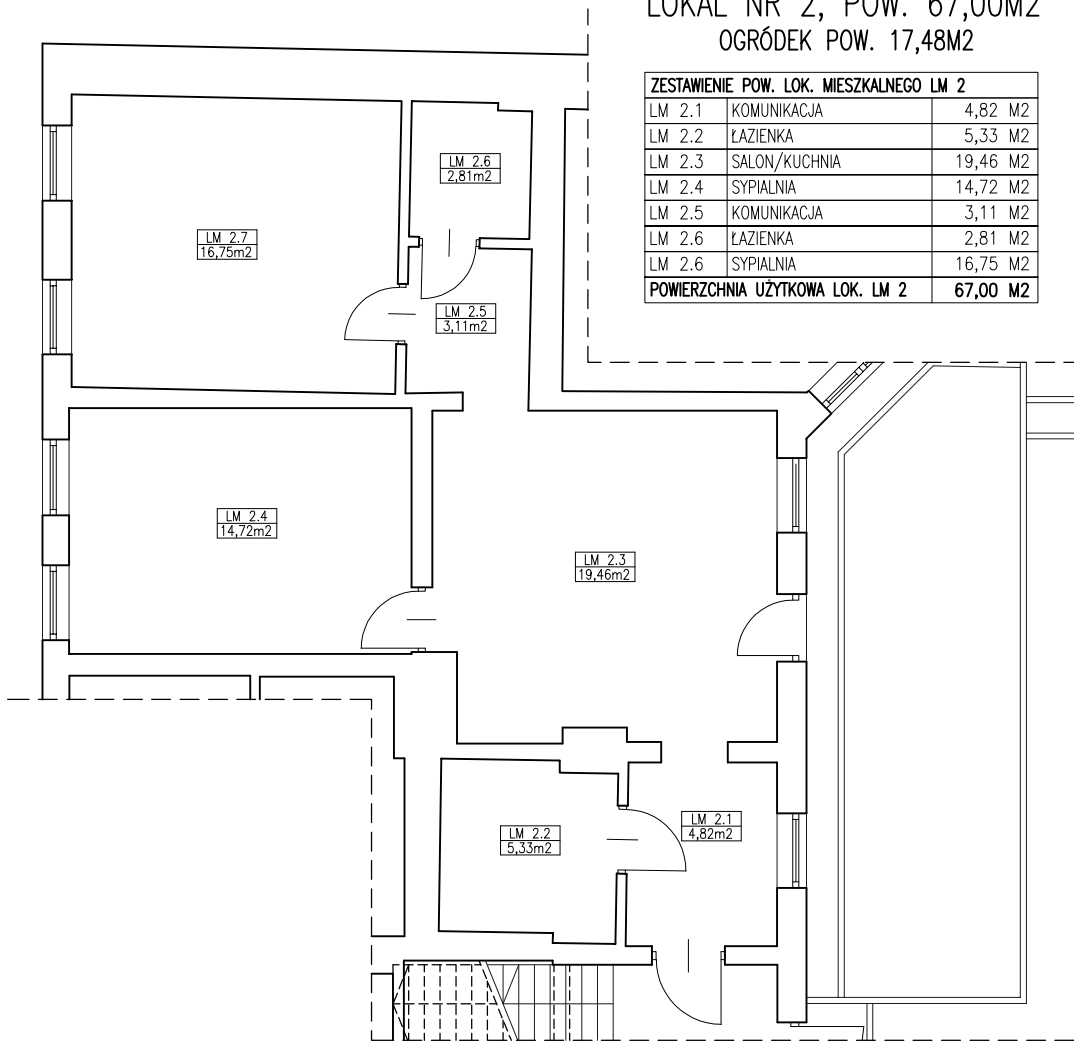 LOKAL NR 2, POW. 67,00M2
OGRÓDEK POW. 17,48M2
ZESTAWIENIE POW. LOK. MIESZKALNEGO LM 2
LM 2.1 KOMUNIKACJA 4,82 M2
LM 2.2 ŁAZIENKA 5,33 M2
LM 2.3 SALON/KUCHNIA 19,46 M2
LM 2.4 SYPIALNIA 14,72 M2
LM 2.5 KOMUNIKACJA 3,11 M2
LM 2.6 ŁAZIENKA 2,81 M2
LM 2.6 SYPIALNIA 16,75 M2
POWIERZCHNIA UŻYTKOWA LOK. LM 2 67,00 M2
LM 2.6
2,81m2
LM 2.7
16,75m2
LM 2.5
3,11m2
LM 2.4
14,72m2
LM 2.3
19,46m2
LM 2.1
4,82m2
LM 2.2
5,33m2